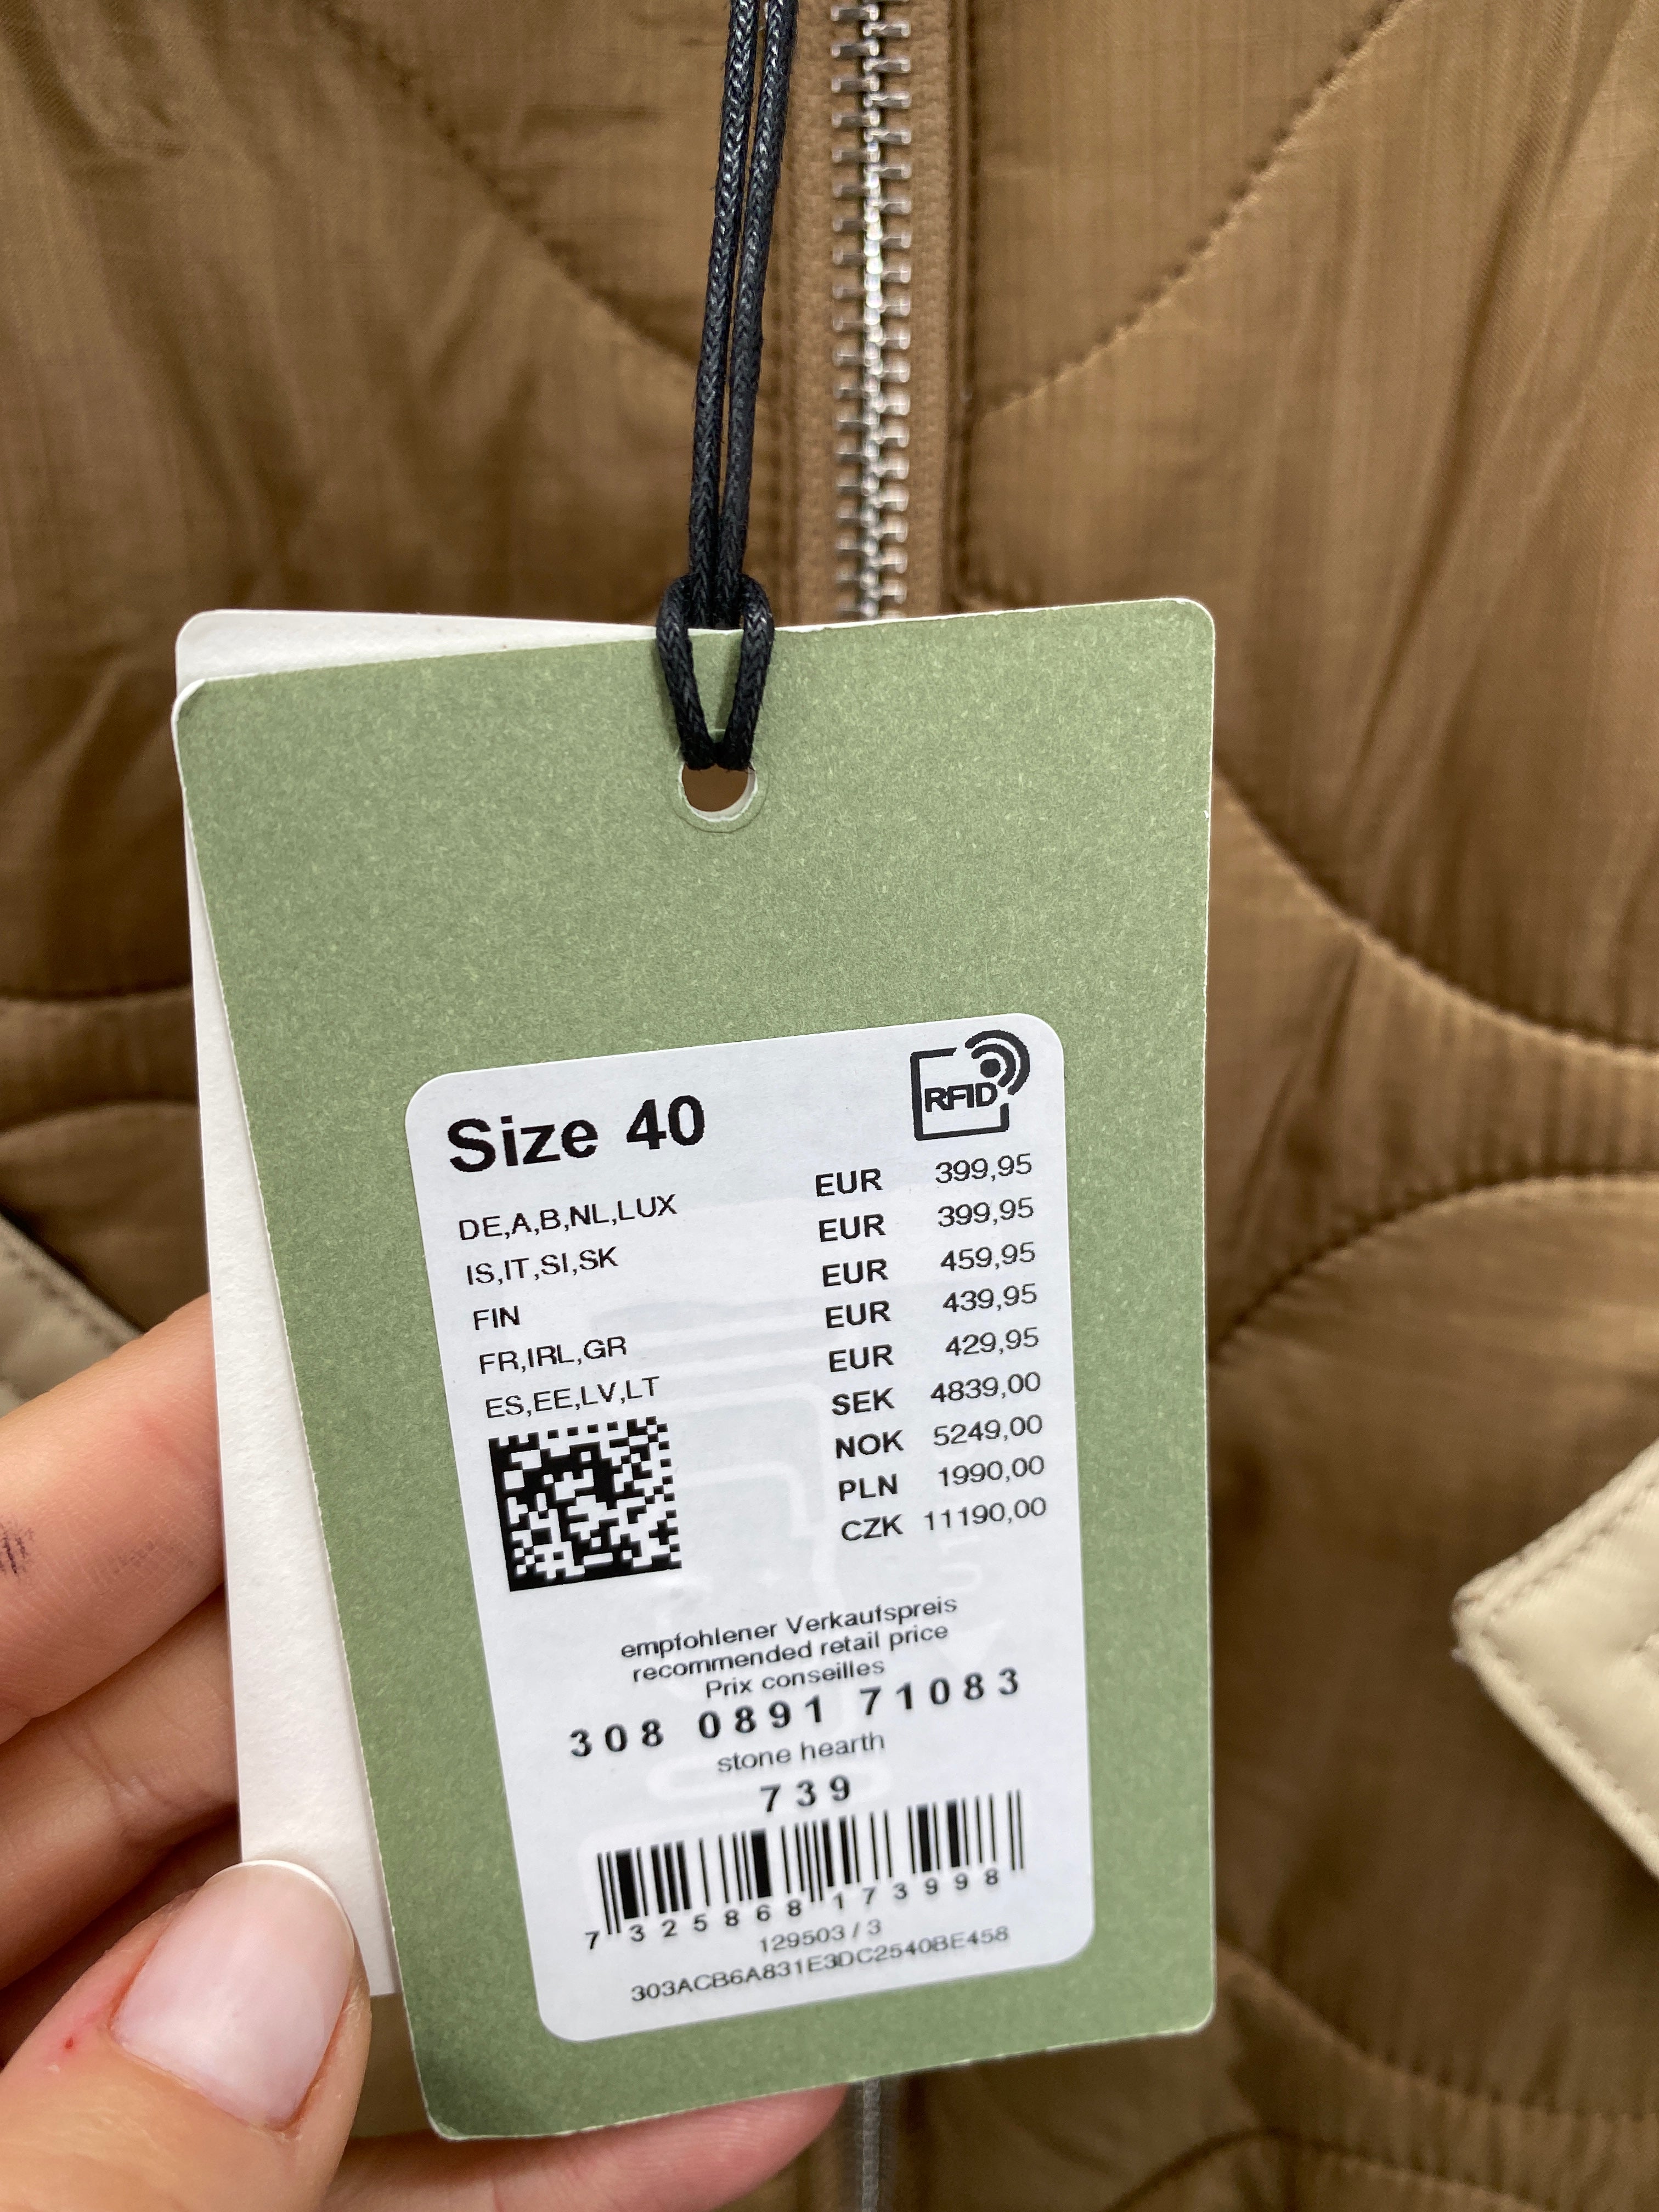 RFID
Size 40
DE,A,B,NL,LUX EUR 399,95
IS,IT,SI,SK EUR 399,95
FIN EUR 459,95
FR,IRL,GR EUR 439,95
ES,EE,LV,LT EUR 429,95
SEK 4839,00
NOK 5249,00
PLN 1990,00
CZK 11190,00
empfohlener Verkaufspreis
recommended retail price
Prix conseilles
308 0891 71083
stone hearth
739
7 325868 173998
129503 / 3
303ACB6A831E3DC2540BE458